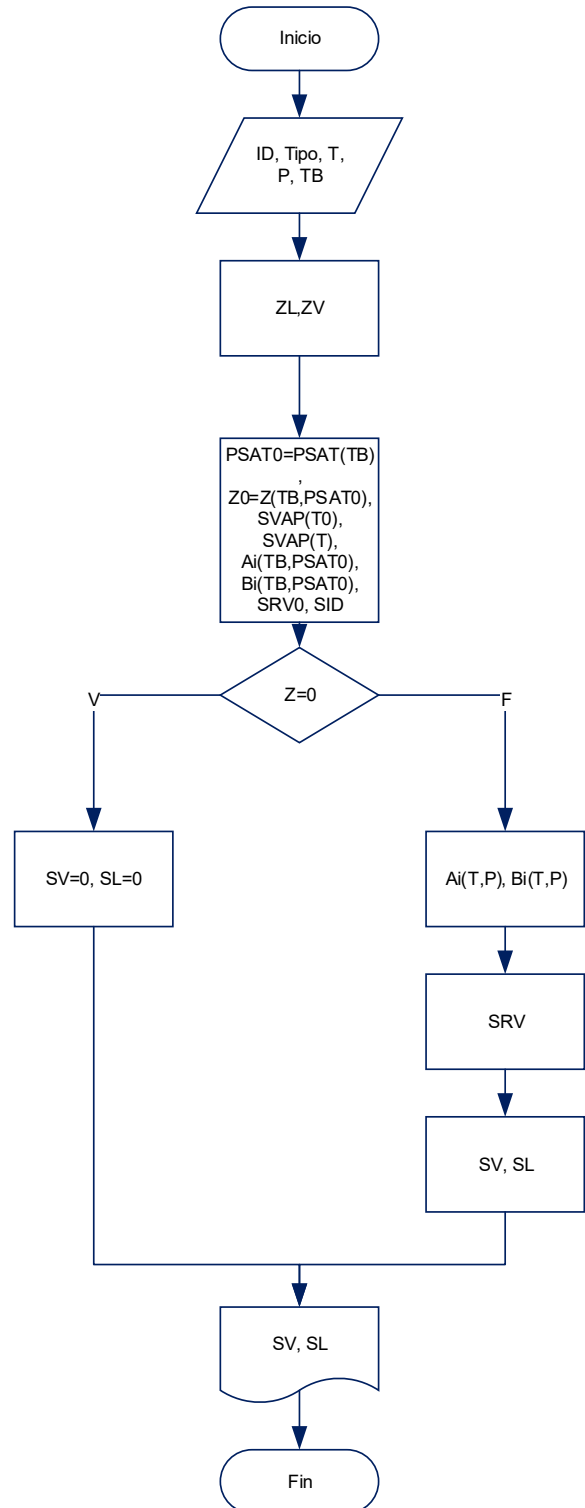 Inicio
ID, Tipo, T,
P, TB
ZL,ZV
PSAT0=PSAT(TB)
,
Z0=Z(TB,PSAT0),
SVAP(T0),
SVAP(T),
Ai(TB,PSAT0),
Bi(TB,PSAT0),
SRV0, SID
Z=0
V
F
SV=0, SL=0
Ai(T,P), Bi(T,P)
SRV
SV, SL
SV, SL
Fin